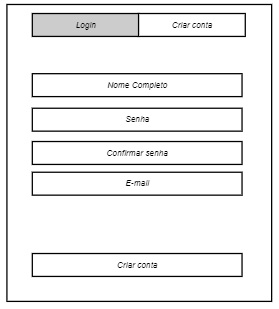 Login Criar conta
Nome Completo
Senha
Confirmar senha
E-mail
Criar conta